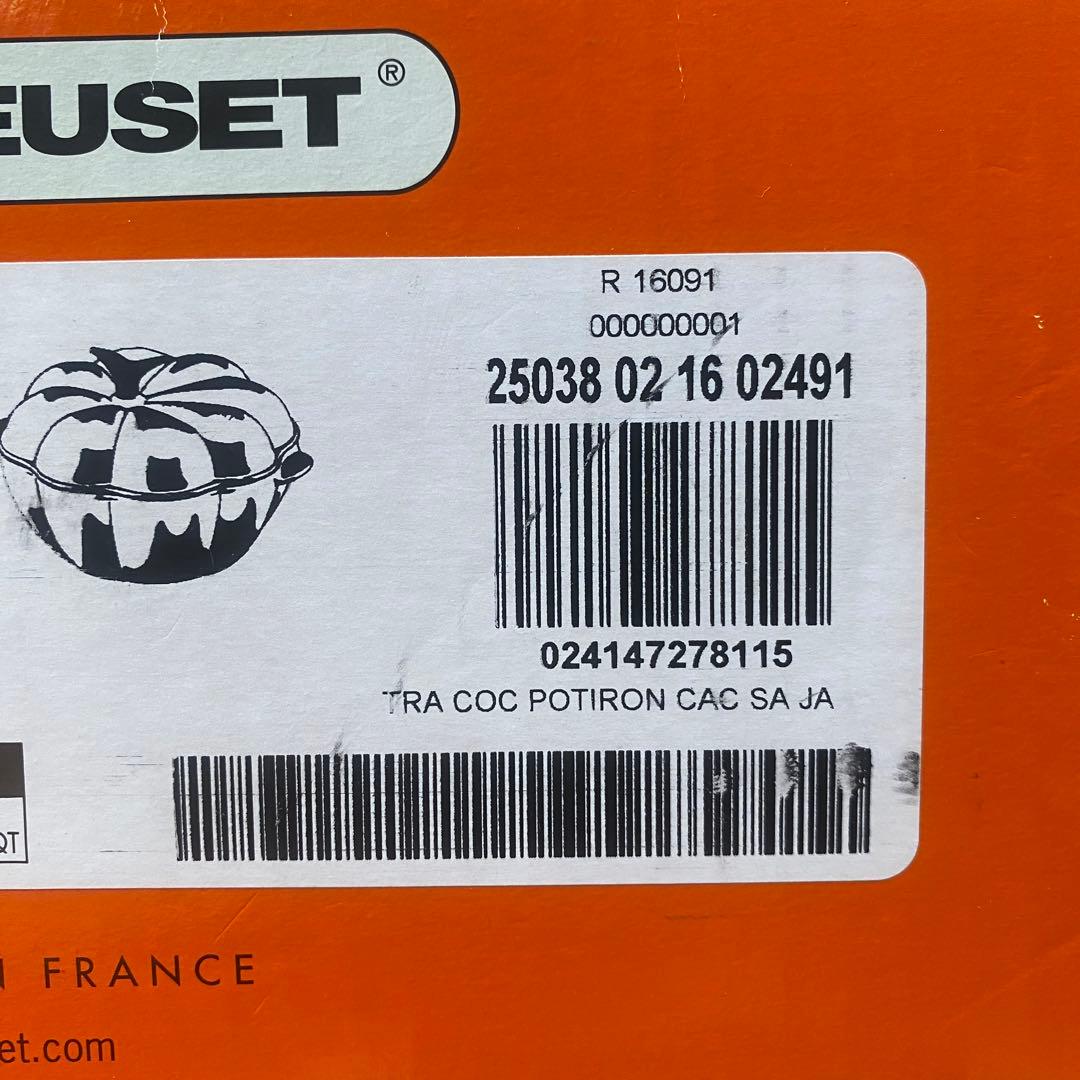 EUSET®
R 16091
000000001
25038 02 16 02491
024147278115
TRA COC POTIRON CAC SA JA
QT
N FRANCE
et.com